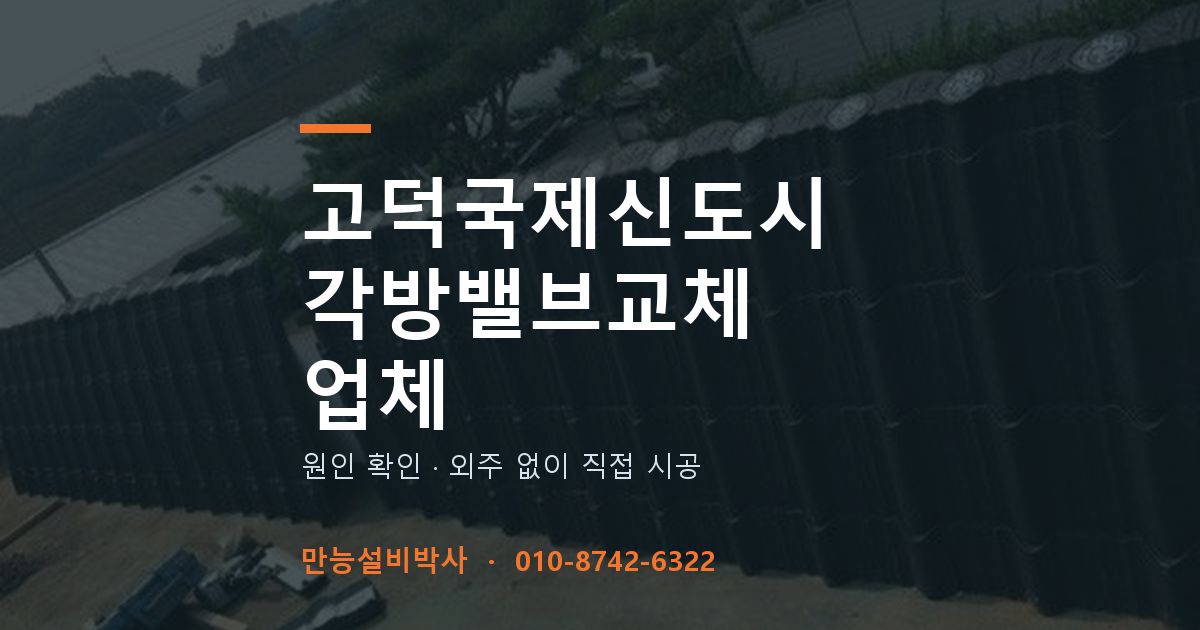 고덕국제신도시
각방밸브교체
업체
원인 확인 · 외주 없이 직접 시공
만능설비박사 · 010-8742-6322